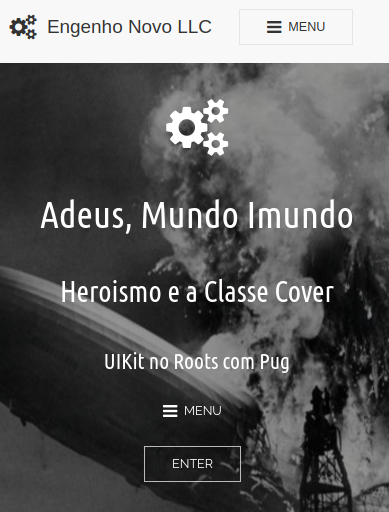 Engenho Novo LLC
MENU
Adeus, Mundo Imundo
Heroismo e a Classe Cover
UIKit no Roots com Pug
MENU
ENTER